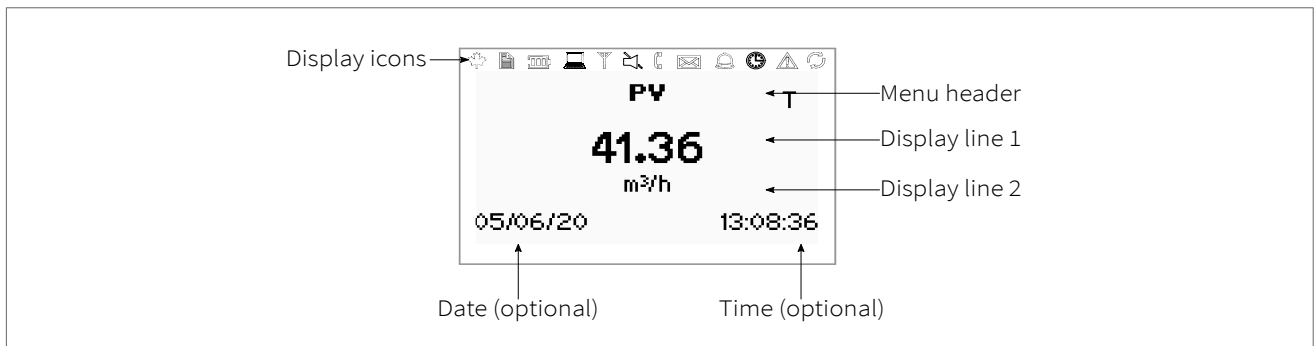 Display icons
PV
T
Menu header
41.36
Display line 1
m³/h
Display line 2
05/06/20 13:08:36
Date (optional) Time (optional)